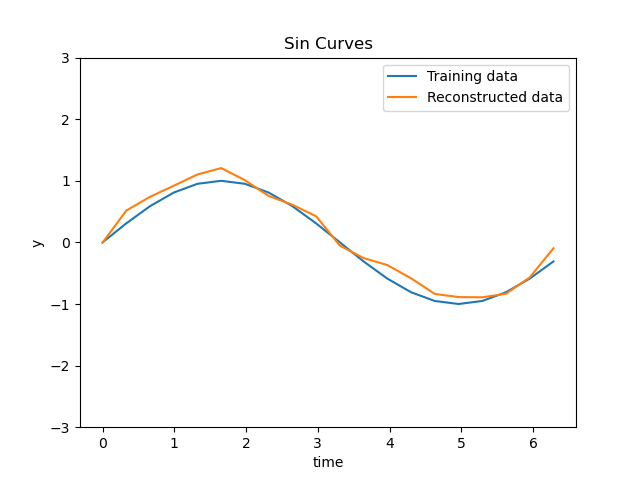 Sin Curves
Training data
Reconstructed data
3
2
1
0
−1
−2
−3
y
0 1 2 3 4 5 6
time